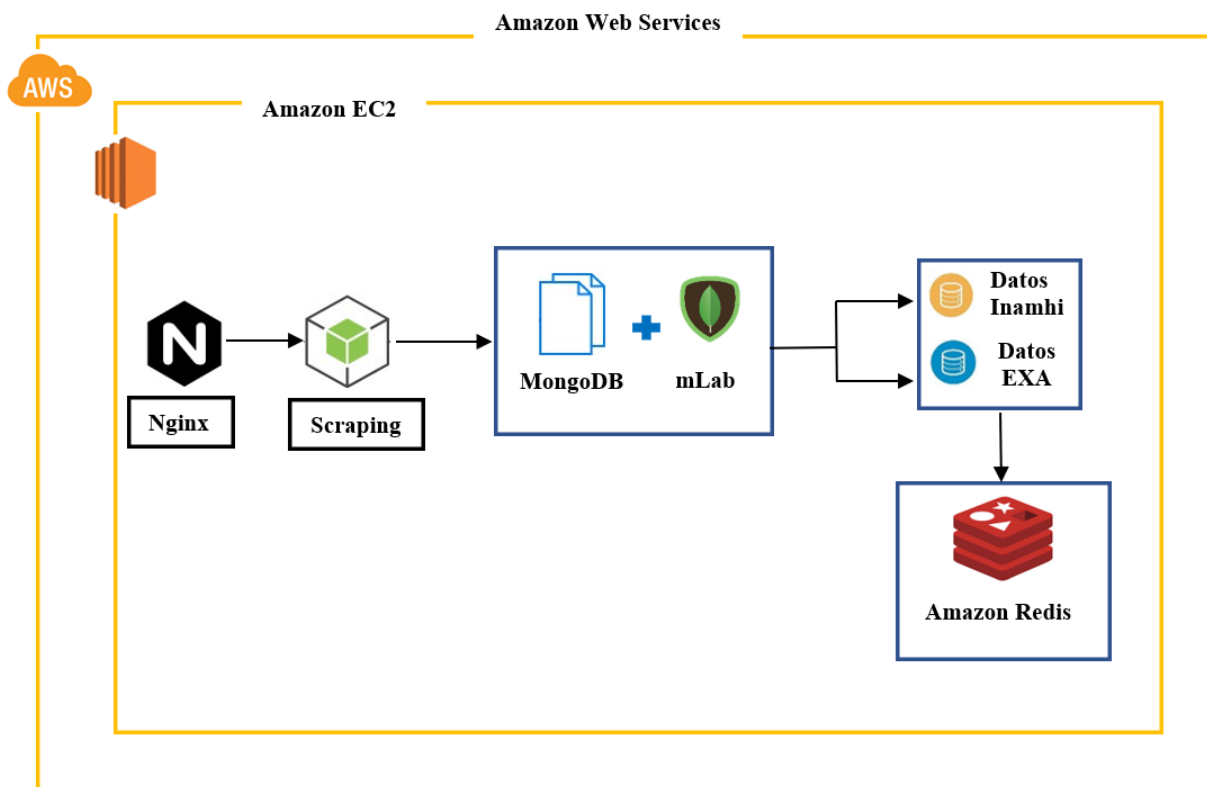 Amazon Web Services
AWS
Amazon EC2
N
Nginx
Scraping
MongoDB
mLab
Datos
Inamhi
Datos
EXA
Amazon Redis